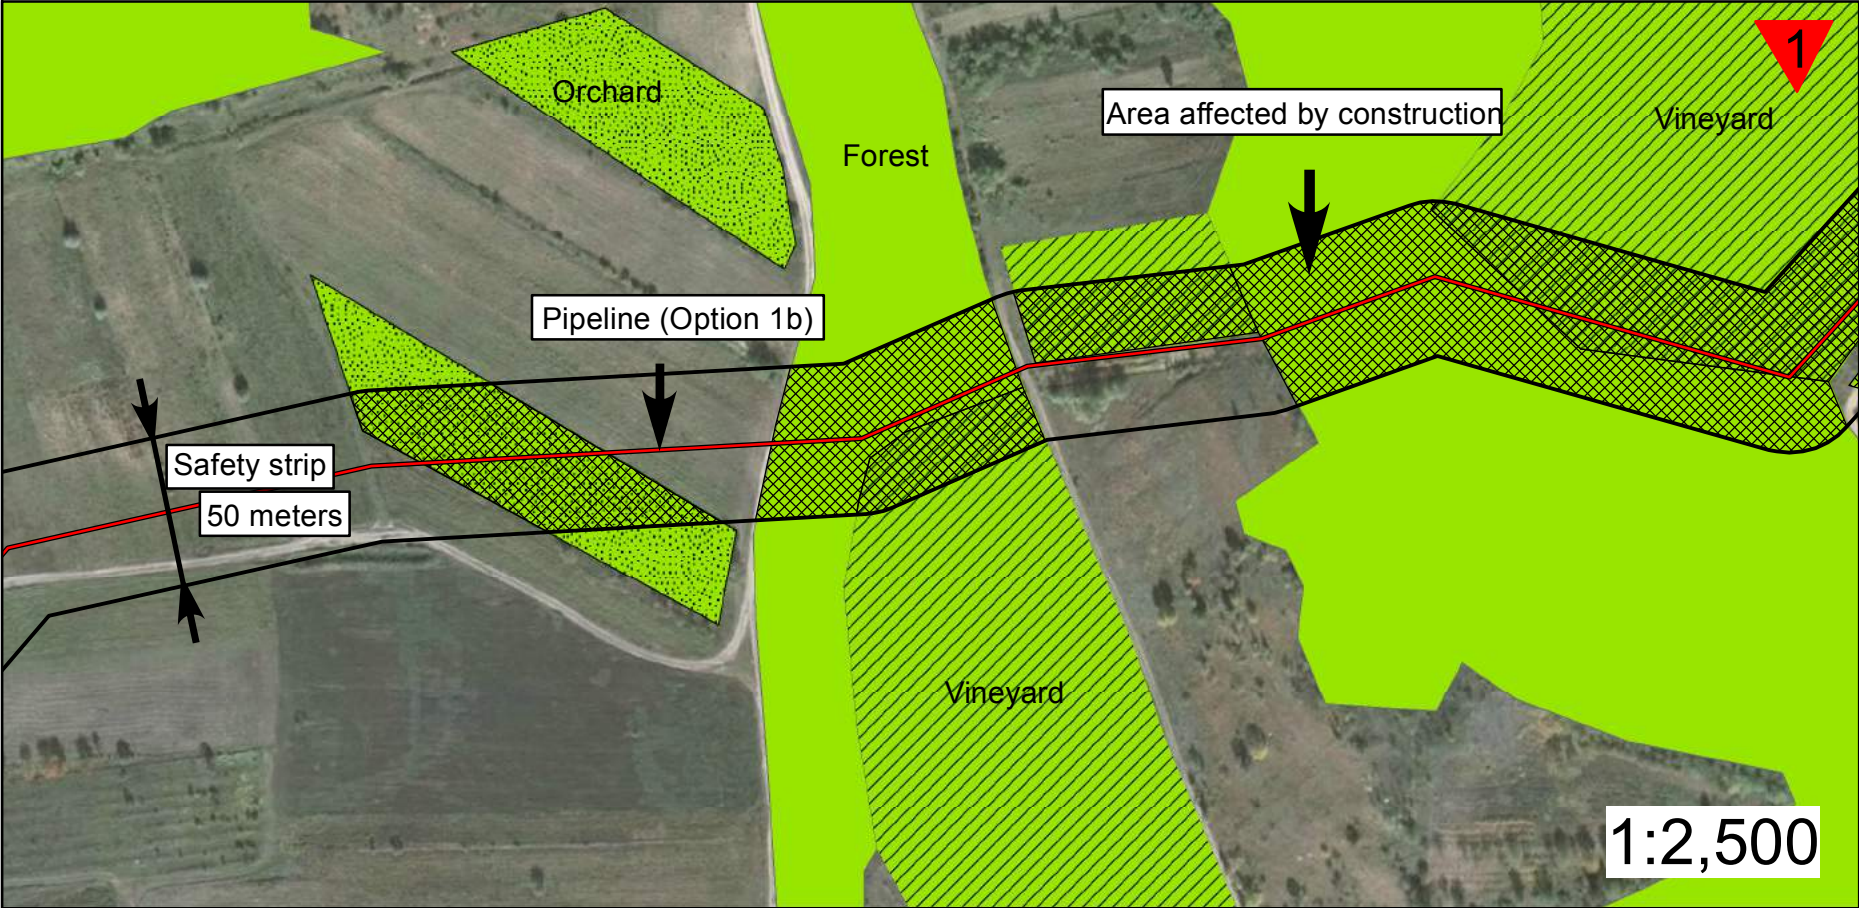 1
Orchard
Area affected by construction
Vineyard
Forest
Pipeline (Option 1b)
Safety strip
50 meters
Vineyard
1:2,500